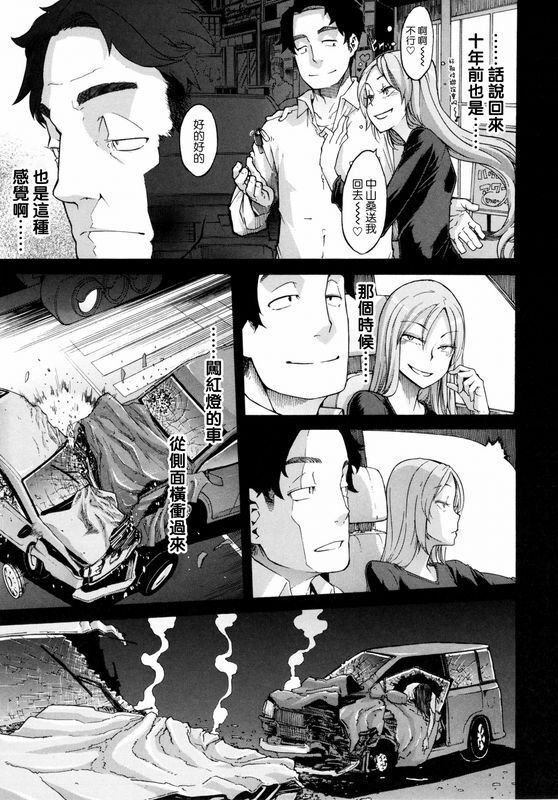 ……話說回來
十年前也是……
啊啊
~~~♡
不行♡
中山桑送我
回去~~~♡
好的好的
也是這種
感覺啊……
那個時候……
……闖紅燈的車
從側面橫衝過來